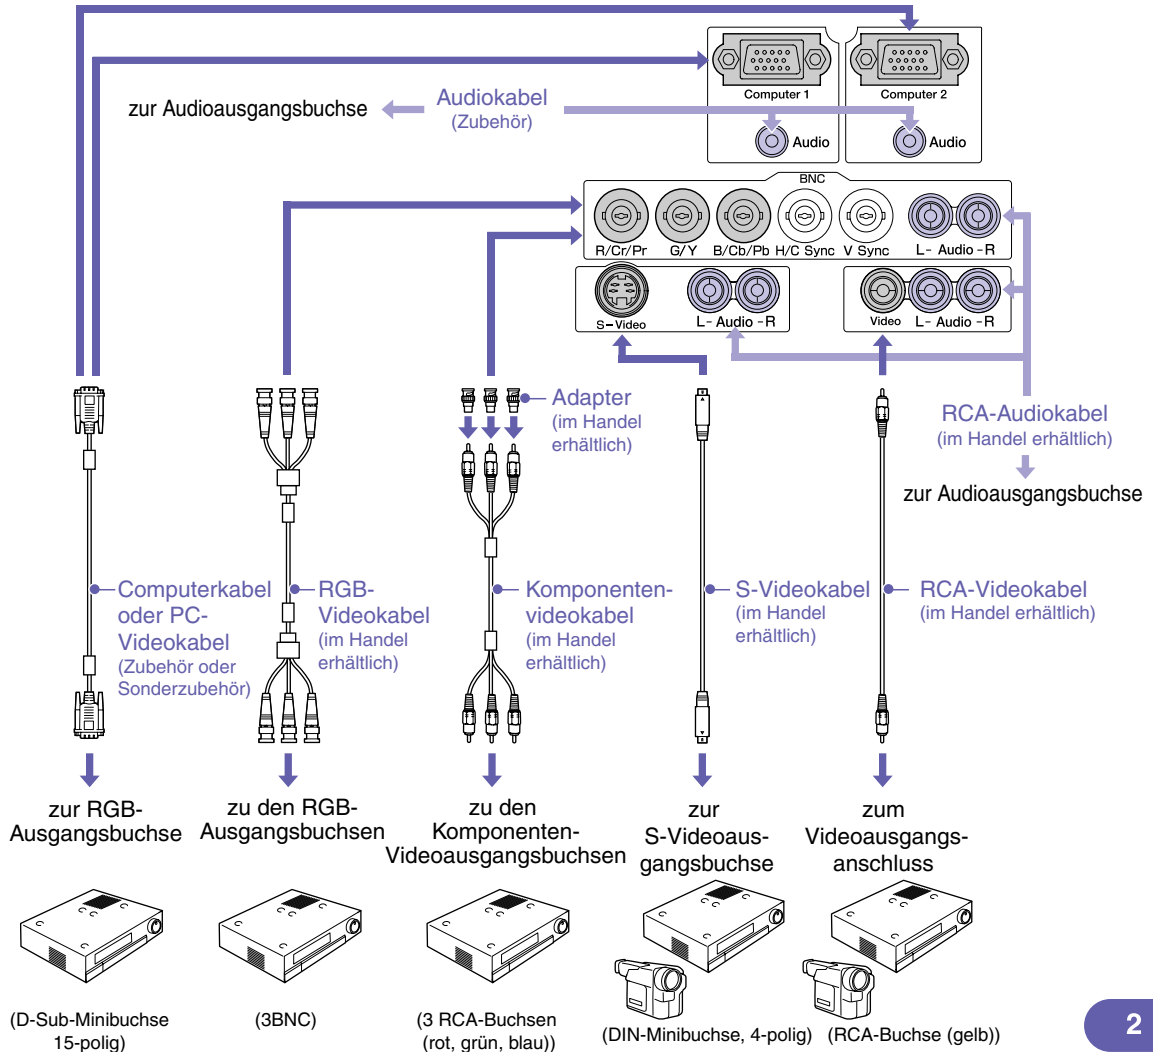 Computer 1
Computer 2
zur Audioausgangsbuchse
Audiokabel
(Zubehör)
Audio
Audio
BNC
R/Cr/Pr
G/Y
B/Cb/Pb
H/C Sync
V Sync
L- Audio -R
S-Video
L- Audio -R
Video
L- Audio -R
Adapter
(im Handel
erhältlich)
RCA-Audiokabel
(im Handel erhältlich)
zur Audioausgangsbuchse
Computerkabel
oder PC-
Videokabel
(Zubehör oder
Sonderzubehör)
RGB-
Videokabel
(im Handel
erhältlich)
Komponenten-
videokabel
(im Handel
erhältlich)
S-Videokabel
(im Handel
erhältlich)
RCA-Videokabel
(im Handel erhältlich)
zur RGB-
Ausgangsbuchse
zu den RGB-
Ausgangsbuchsen
zu den
Komponenten-
Videoausgangsbuchsen
zur
S-Videoaus-
gangsbuchse
zum
Videoausgangs-
anschluss
(D-Sub-Minibuchse
15-polig)
(3BNC)
(3 RCA-Buchsen
(rot, grün, blau))
(DIN-Minibuchse, 4-polig)
(RCA-Buchse (gelb))
2